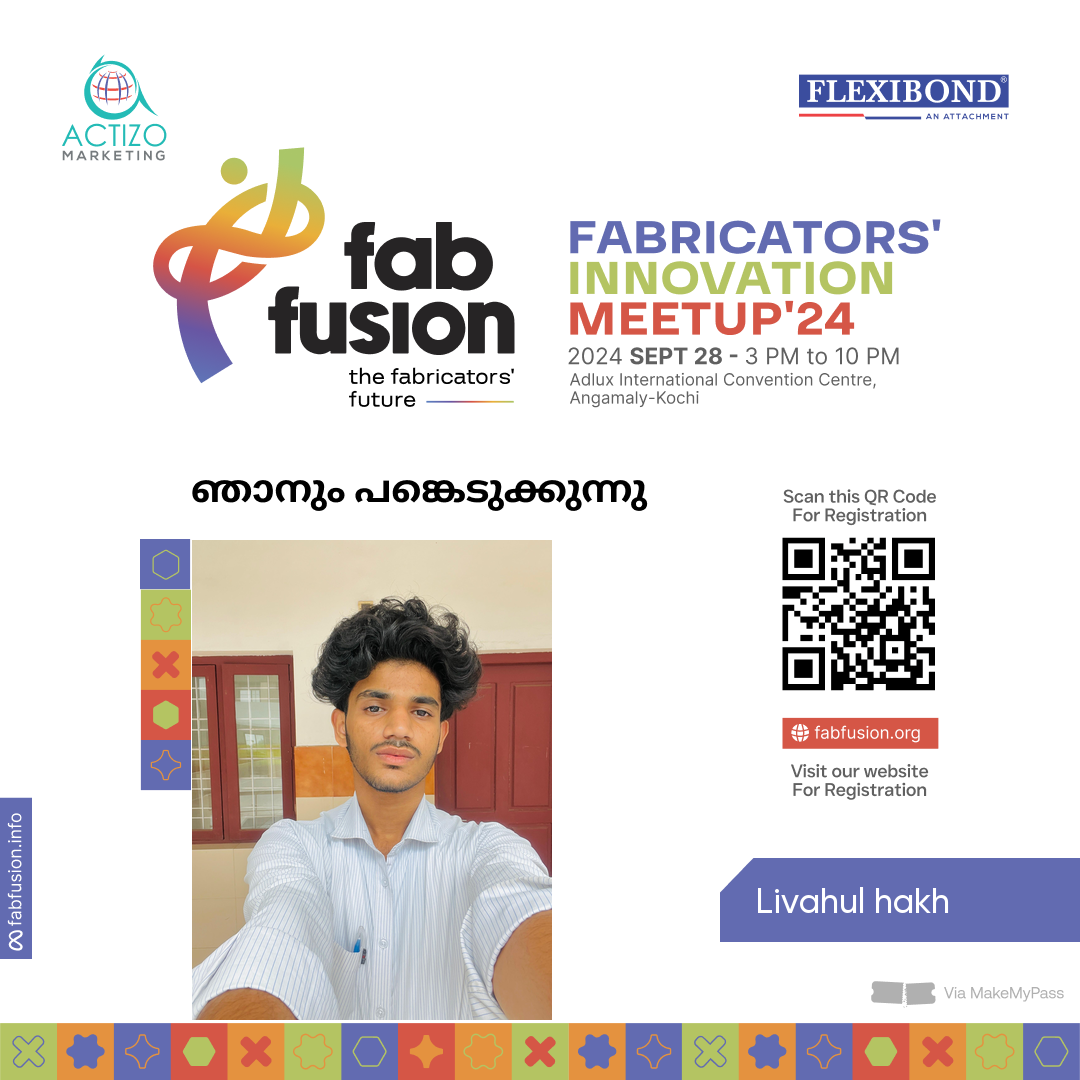 ACTIZO
MARKETING
FLEXIBOND®
AN ATTACHMENT
fab
fusion
the fabricators'
future
FABRICATORS'
INNOVATION
MEETUP'24
2024 SEPT 28 - 3 PM to 10 PM
Adlux International Convention Centre,
Angamaly-Kochi
ഞാനും പങ്കെടുക്കുന്നു
Scan this QR Code
For Registration
fabfusion.org
Visit our website
For Registration
fabfusion.info
Livahul hakh
Via MakeMyPass